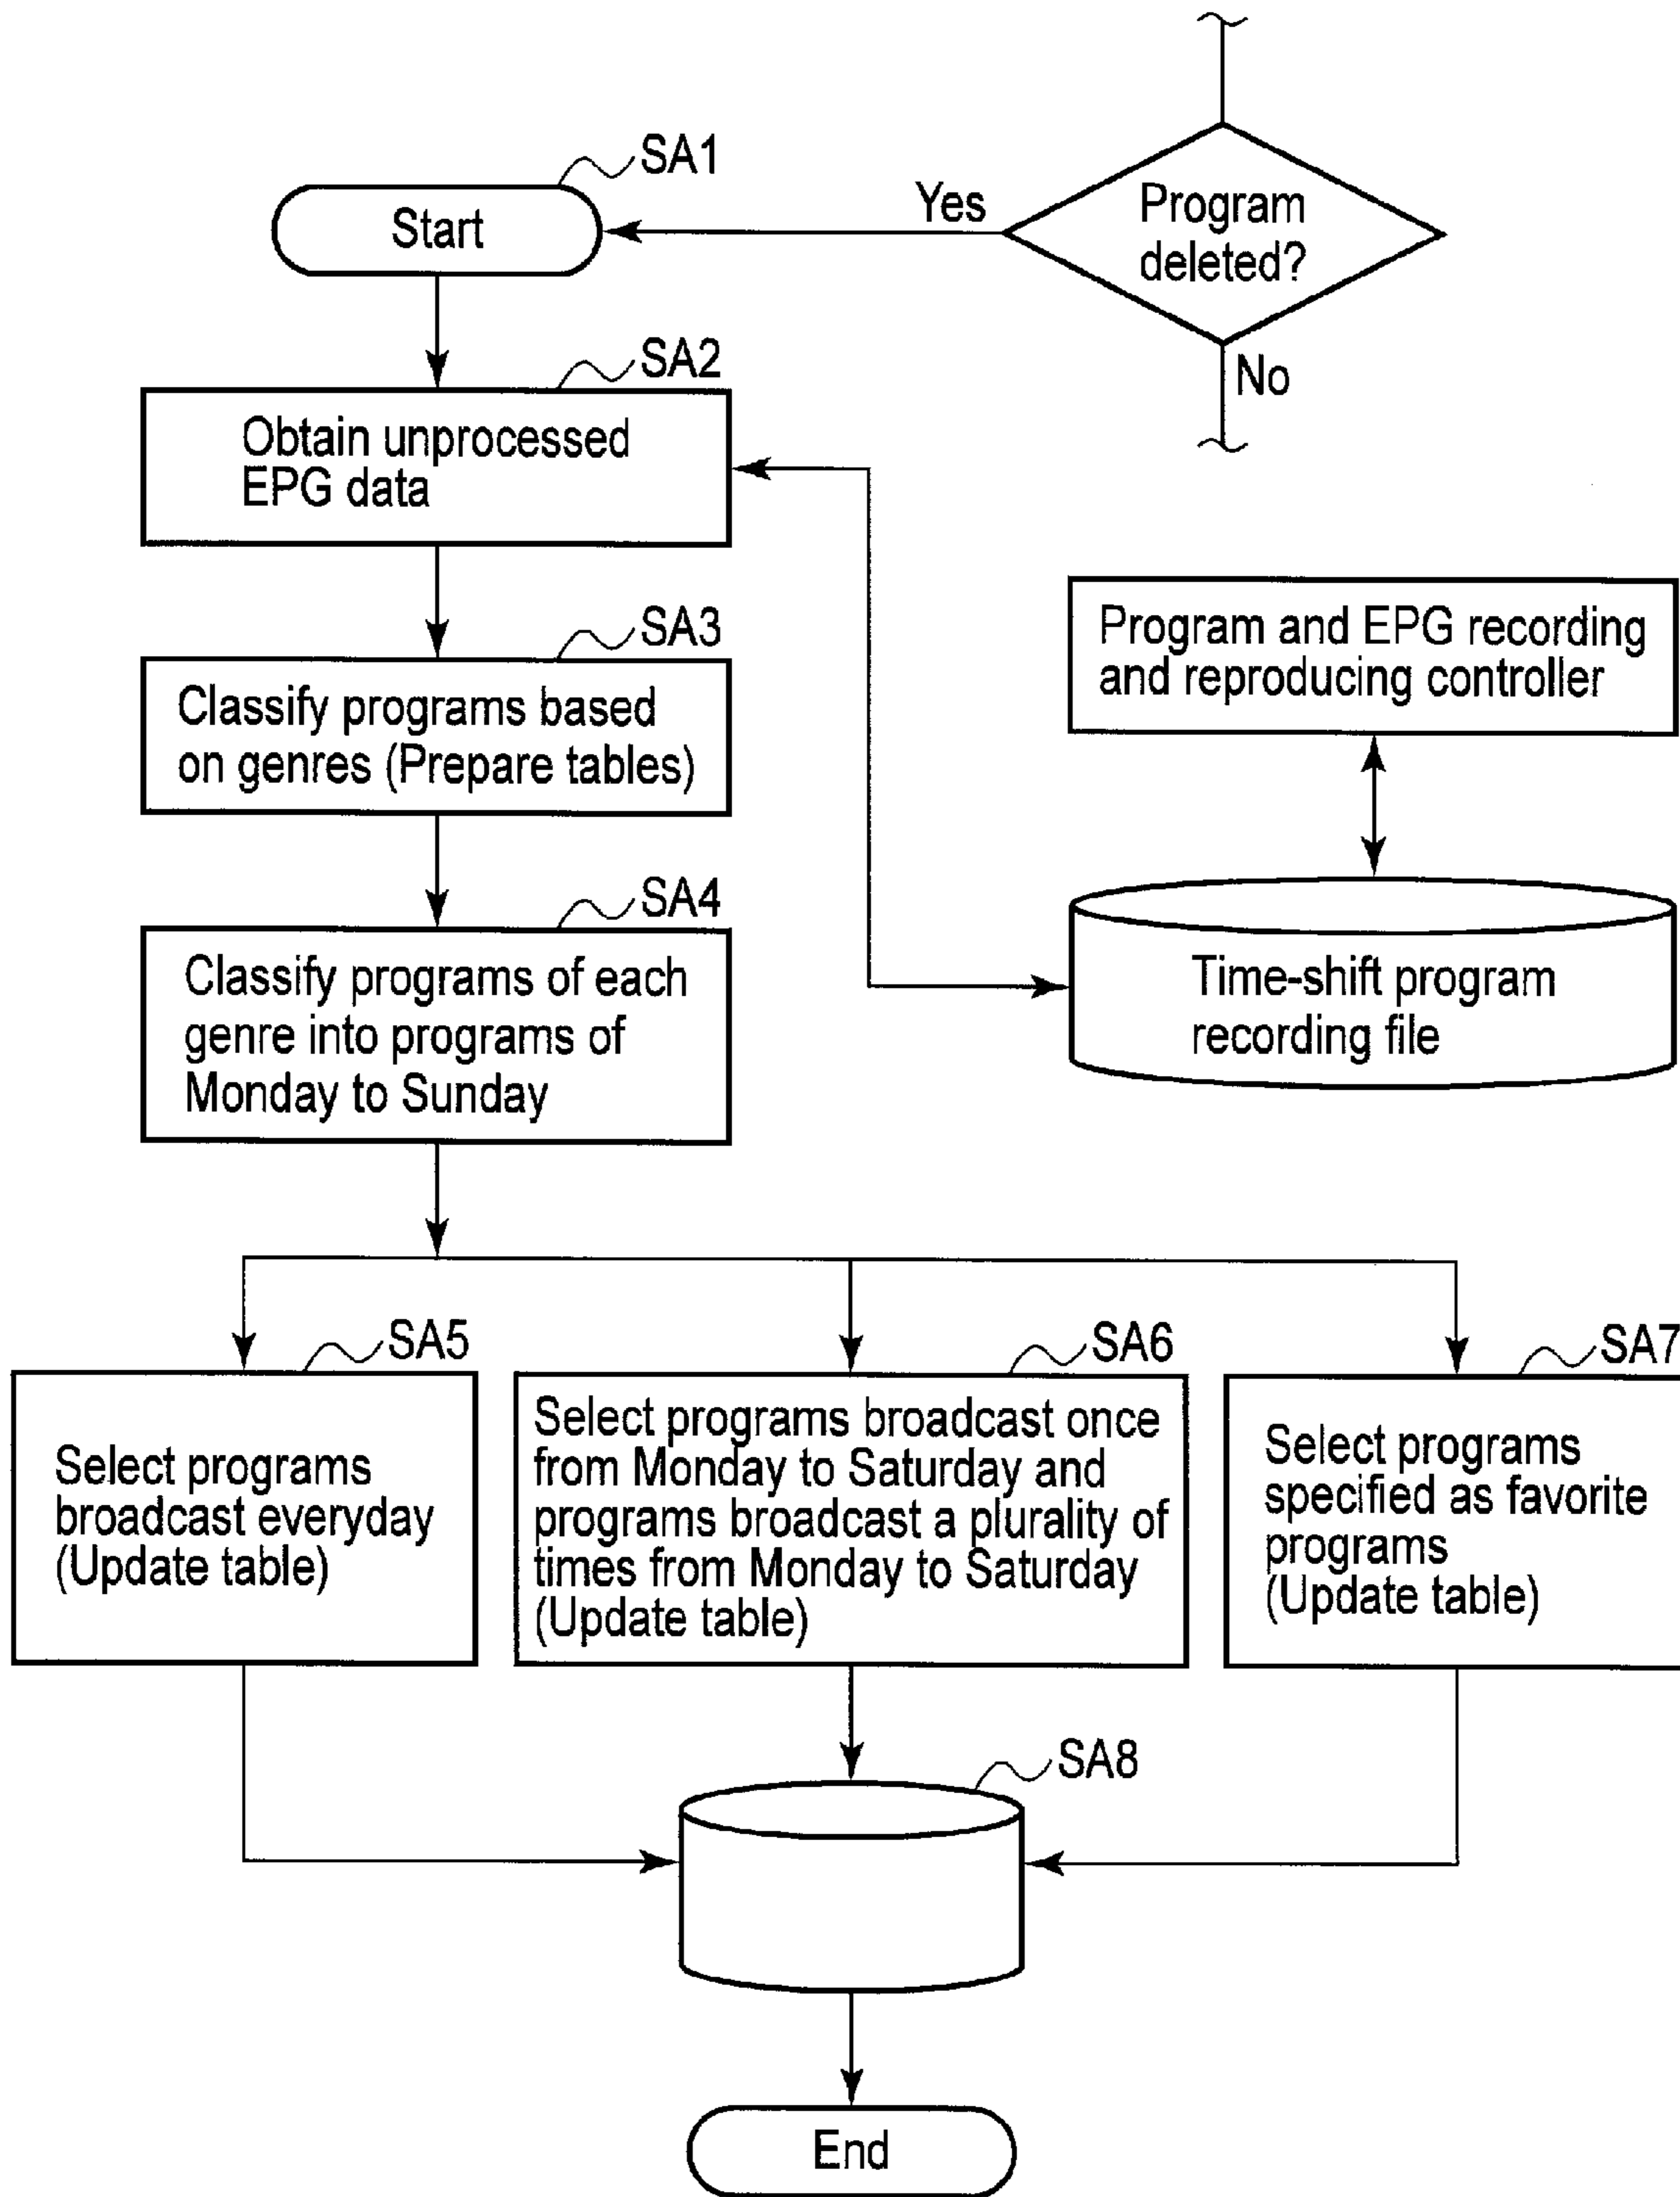 SA1
Start
Yes
Program
deleted?
No
SA2
Obtain unprocessed
EPG data
SA3
Classify programs based
on genres (Prepare tables)
Program and EPG recording
and reproducing controller
SA4
Classify programs of each
genre into programs of
Monday to Sunday
Time-shift program
recording file
SA5
Select programs
broadcast everyday
(Update table)
SA6
Select programs broadcast once
from Monday to Saturday and
programs broadcast a plurality of
times from Monday to Saturday
(Update table)
SA7
Select programs
specified as favorite
programs
(Update table)
SA8
End